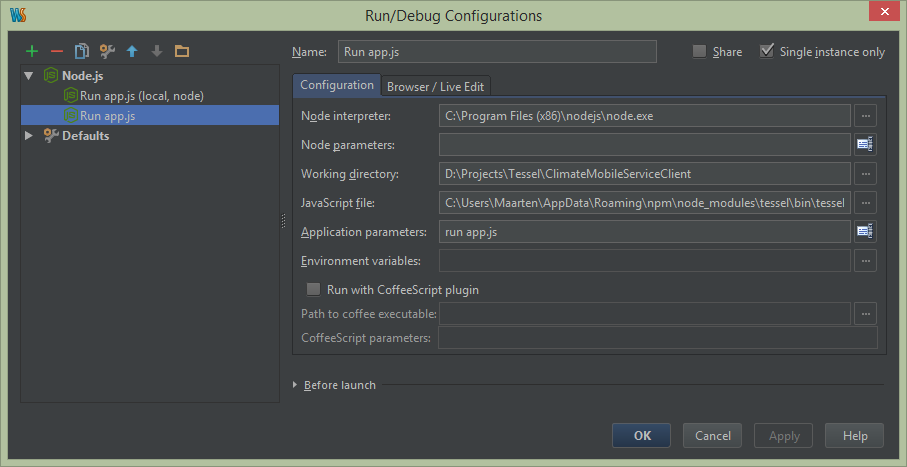 WS
Run/Debug Configurations
Name: Run app.js Share Single instance only
Node.js
Run app.js (local, node)
Run app.js
Defaults
Configuration Browser / Live Edit
Node interpreter: C:\Program Files (x86)\nodejs\node.exe ...
Node parameters:
Working directory: D:\Projects\Tessel\ClimateMobileServiceClient ...
JavaScript file: C:\Users\Maarten\AppData\Roaming\npm\node_modules\tessel\bin\tessel ...
Application parameters: run app.js
Environment variables: ...
Run with CoffeeScript plugin
Path to coffee executable: ...
CoffeeScript parameters:
Before launch
OK Cancel Apply Help